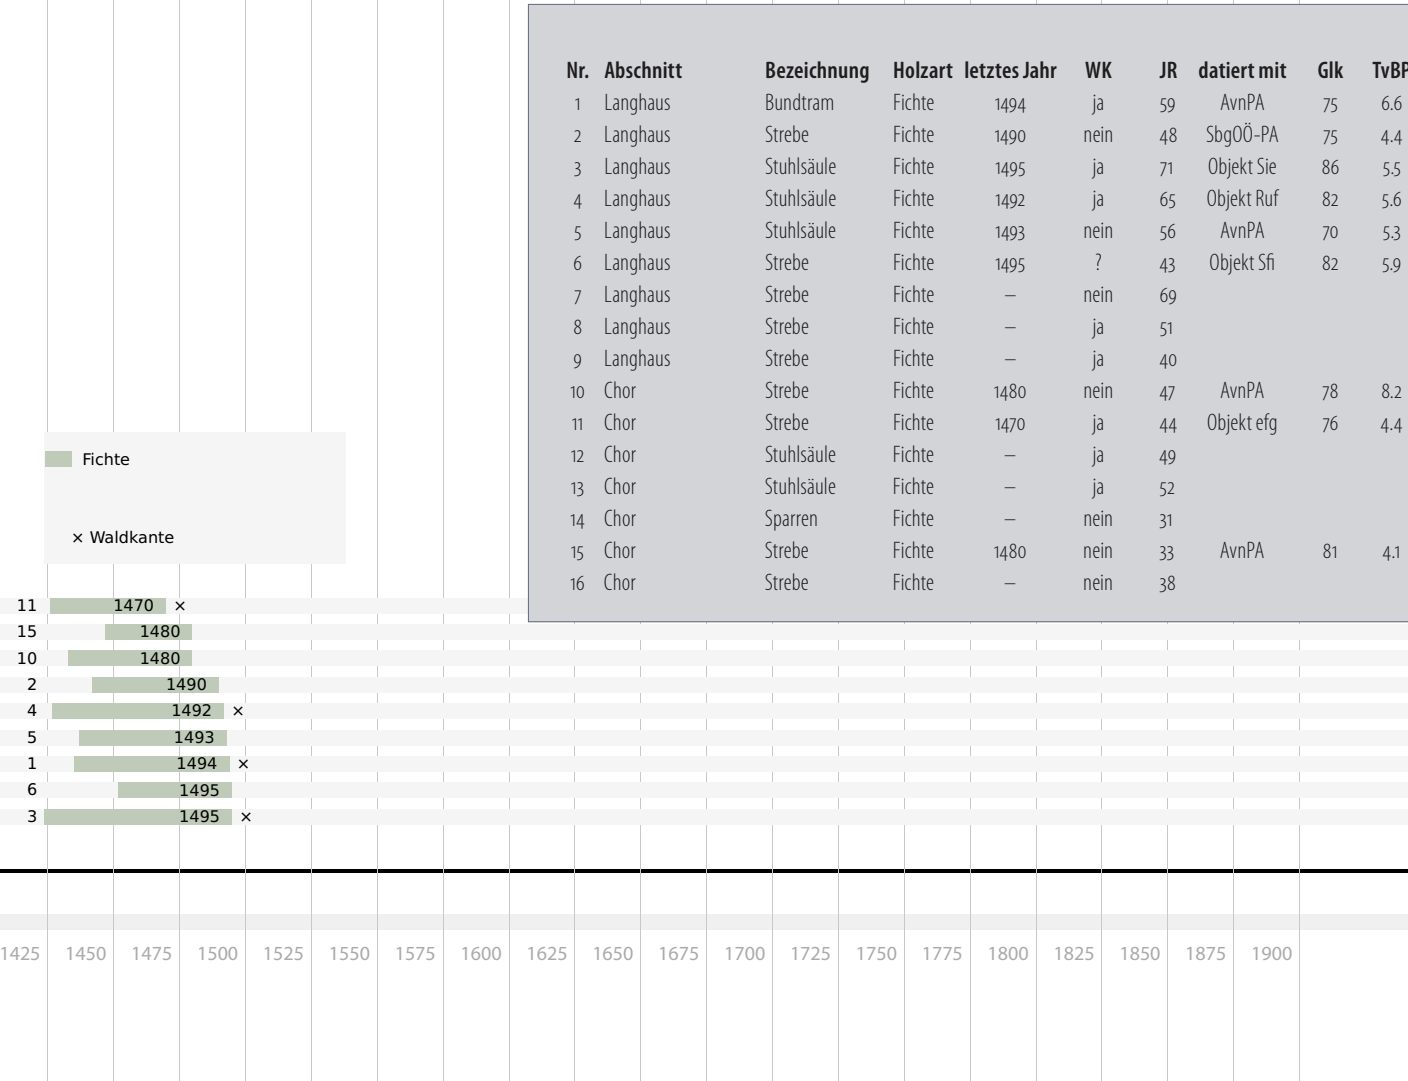 Nr. Abschnitt Bezeichnung Holzart letztes Jahr WK JR datiert mit Glk TvBP
1 Langhaus Bundtram Fichte 1494 ja 59 AvnPA 75 6.6
2 Langhaus Strebe Fichte 1490 nein 48 SbgOÖ-PA 75 4.4
3 Langhaus Stuhlsäule Fichte 1495 ja 71 Objekt Sie 86 5.5
4 Langhaus Stuhlsäule Fichte 1492 ja 65 Objekt Ruf 82 5.6
5 Langhaus Stuhlsäule Fichte 1493 nein 56 AvnPA 70 5.3
6 Langhaus Strebe Fichte 1495 ? 43 Objekt Sfi 82 5.9
7 Langhaus Strebe Fichte – nein 69
8 Langhaus Strebe Fichte – ja 51
9 Langhaus Strebe Fichte – ja 40
10 Chor Strebe Fichte 1480 nein 47 AvnPA 78 8.2
11 Chor Strebe Fichte 1470 ja 44 Objekt efg 76 4.4
12 Chor Stuhlsäule Fichte – ja 49
13 Chor Stuhlsäule Fichte – ja 52
14 Chor Sparren Fichte – nein 31
15 Chor Strebe Fichte 1480 nein 33 AvnPA 81 4.1
16 Chor Strebe Fichte – nein 38
Fichte
× Waldkante
11 1470 ×
15 1480
10 1480
2 1490
4 1492 ×
5 1493
1 1494 ×
6 1495
3 1495 ×
1425 1450 1475 1500 1525 1550 1575 1600 1625 1650 1675 1700 1725 1750 1775 1800 1825 1850 1875 1900